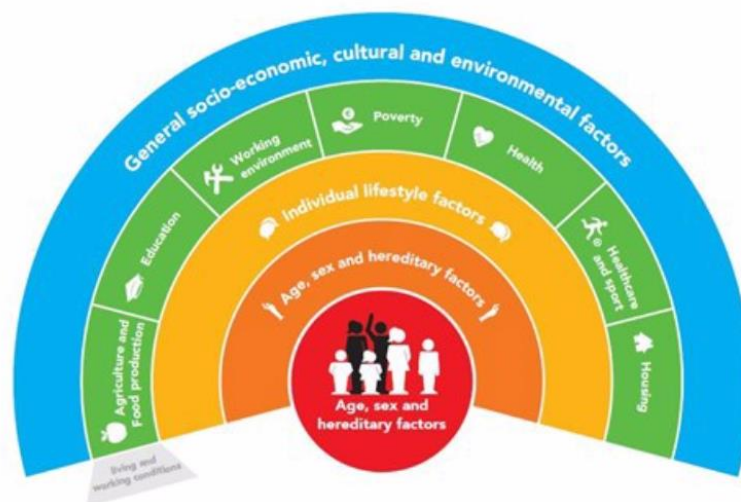 General socio-economic, cultural and environmental factors
Agriculture and
Food production
Education
Working
environment
Poverty
Health
Healthcare
and sport
Housing
Individual lifestyle factors
Age, sex and hereditary factors
Age, sex and
hereditary factors
living and
working conditions